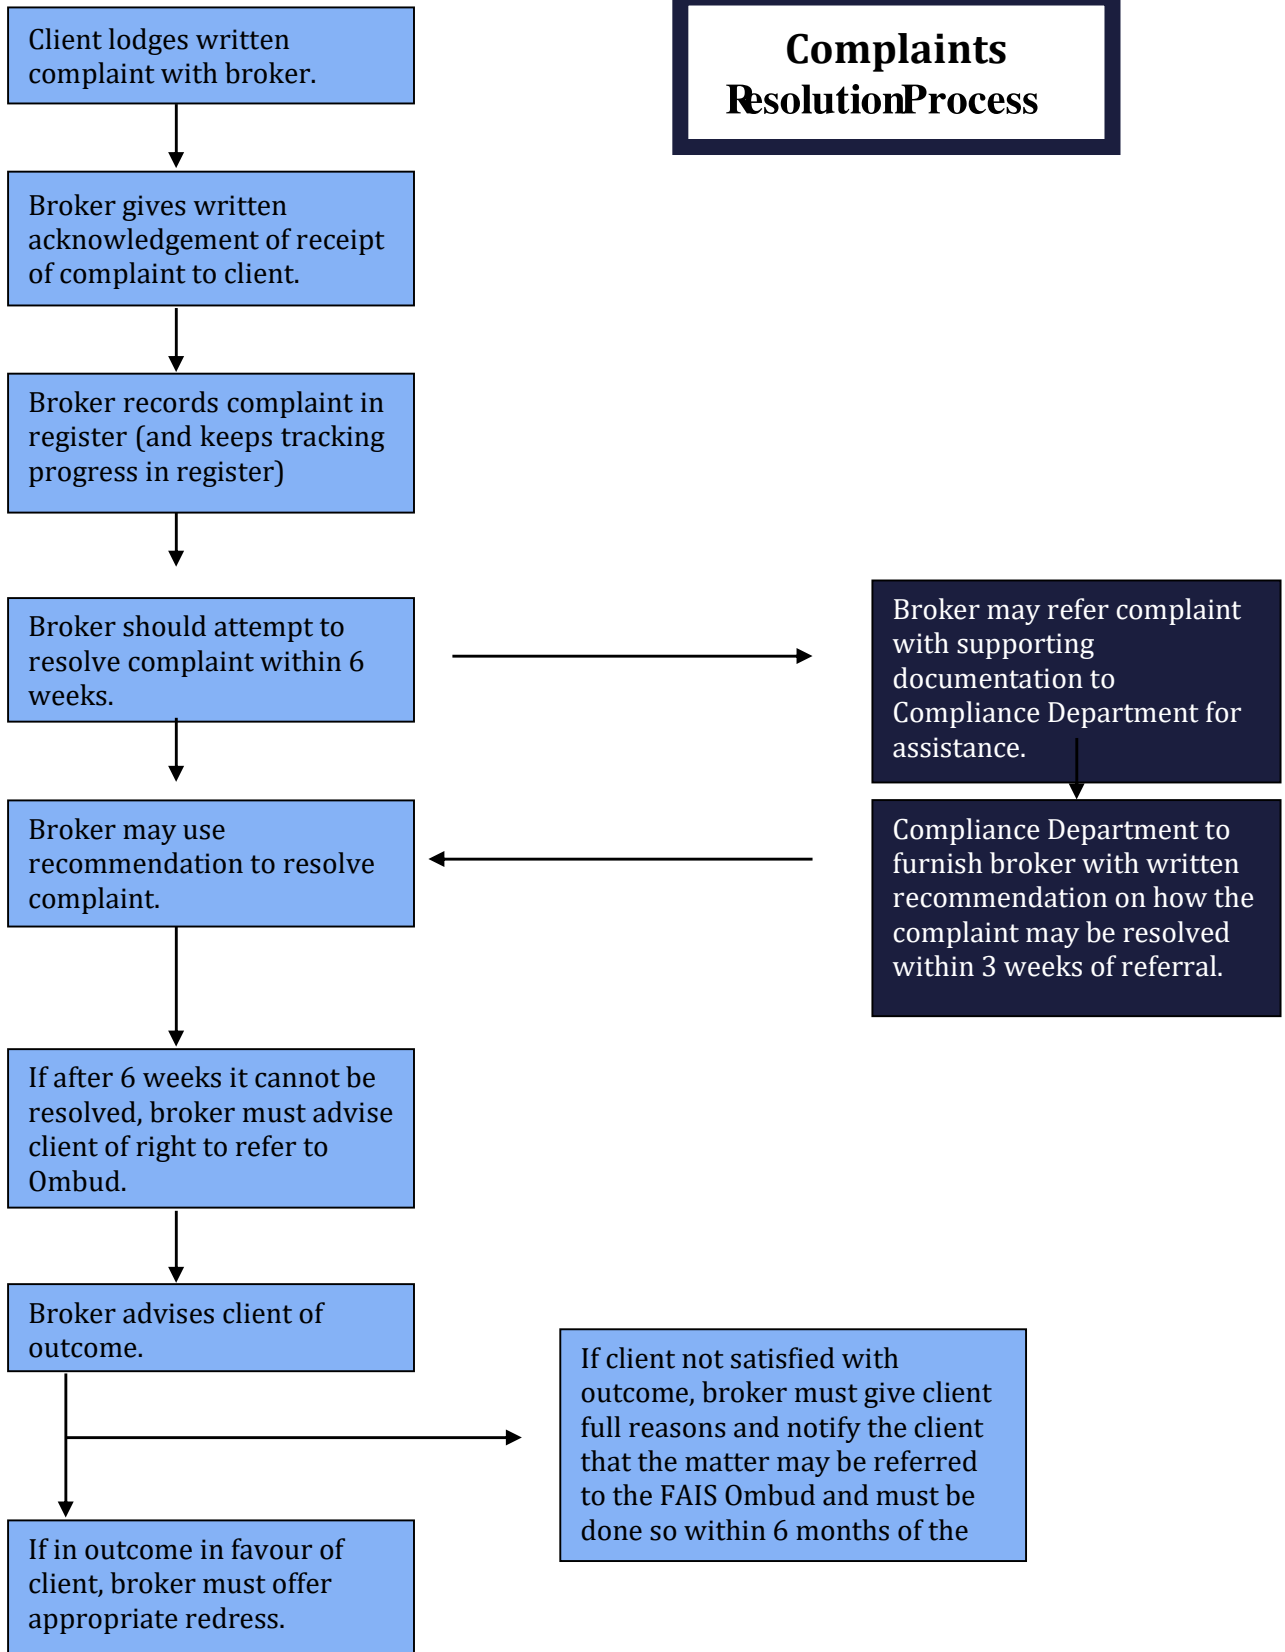 Complaints
Resolution Process
Client lodges written
complaint with broker.
Broker gives written
acknowledgement of receipt
of complaint to client.
Broker records complaint in
register (and keeps tracking
progress in register)
Broker should attempt to
resolve complaint within 6
weeks.
Broker may refer complaint
with supporting
documentation to
Compliance Department for
assistance.
Compliance Department to
furnish broker with written
recommendation on how the
complaint may be resolved
within 3 weeks of referral.
Broker may use
recommendation to resolve
complaint.
If after 6 weeks it cannot be
resolved, broker must advise
client of right to refer to
Ombud.
Broker advises client of
outcome.
If client not satisfied with
outcome, broker must give client
full reasons and notify the client
that the matter may be referred
to the FAIS Ombud and must be
done so within 6 months of the
If in outcome in favour of
client, broker must offer
appropriate redress.